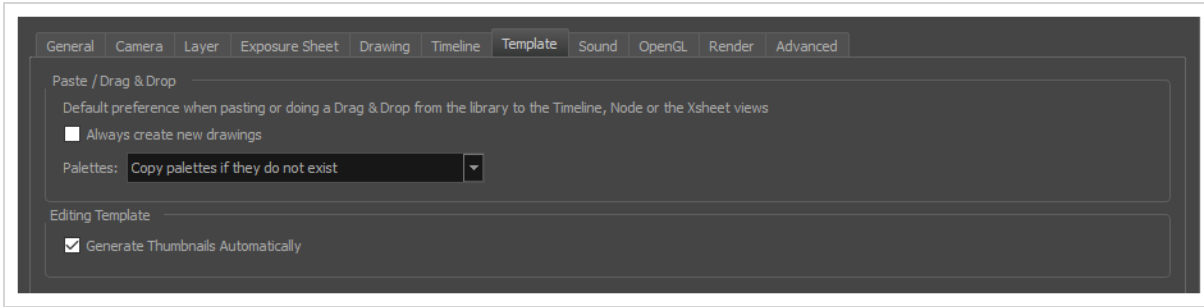 General Camera Layer Exposure Sheet Drawing Timeline Template Sound OpenGL Render Advanced
Paste / Drag & Drop
Default preference when pasting or doing a Drag & Drop from the library to the Timeline, Node or the Xsheet views
Always create new drawings
Palettes: Copy palettes if they do not exist
Editing Template
Generate Thumbnails Automatically